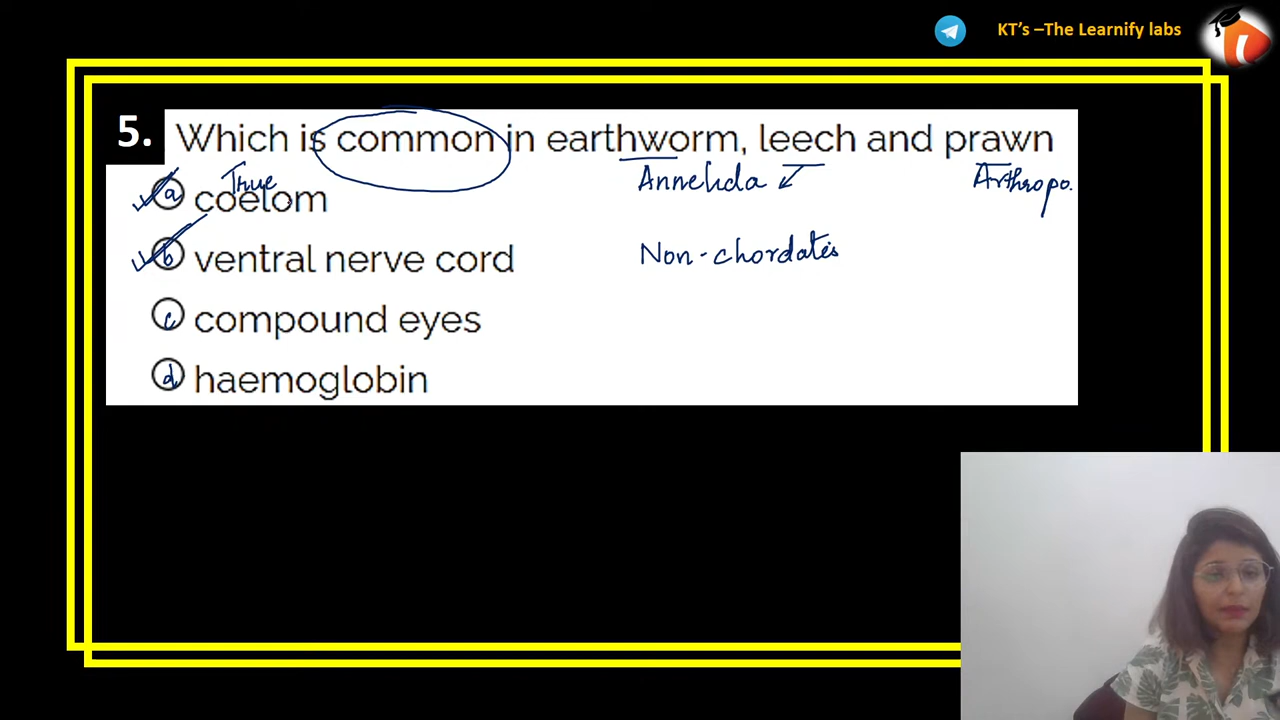 KT's –The Learnify labs
5. Which is common in earthworm, leech and prawn
True
Annelida
Arthropo.
a coelom
b ventral nerve cord
Non-chordates
c compound eyes
d haemoglobin